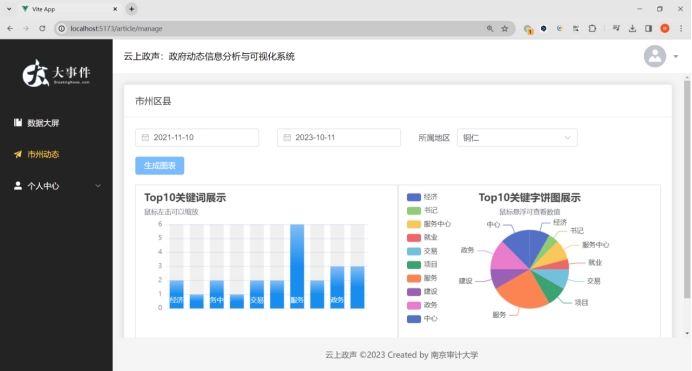 Vite App
localhost:5173/article/manage
大事件
云上政声：政府动态信息分析与可视化系统
数据大屏
市州动态
个人中心
市州区县
2021-11-10
2023-10-11
所属地区
铜仁
生成图表
Top10关键词展示
鼠标左击可以缩放
6
5
4
3
2
1
0
经济
务中
交易
服务
政务
经济
书记
服务中心
就业
交易
项目
服务
建设
政务
中心
Top10关键字饼图展示
鼠标悬浮可查看数值
中心
经济
书记
政务
服务中心
就业
建设
交易
项目
服务
云上政声 ©2023 Created by 南京审计大学